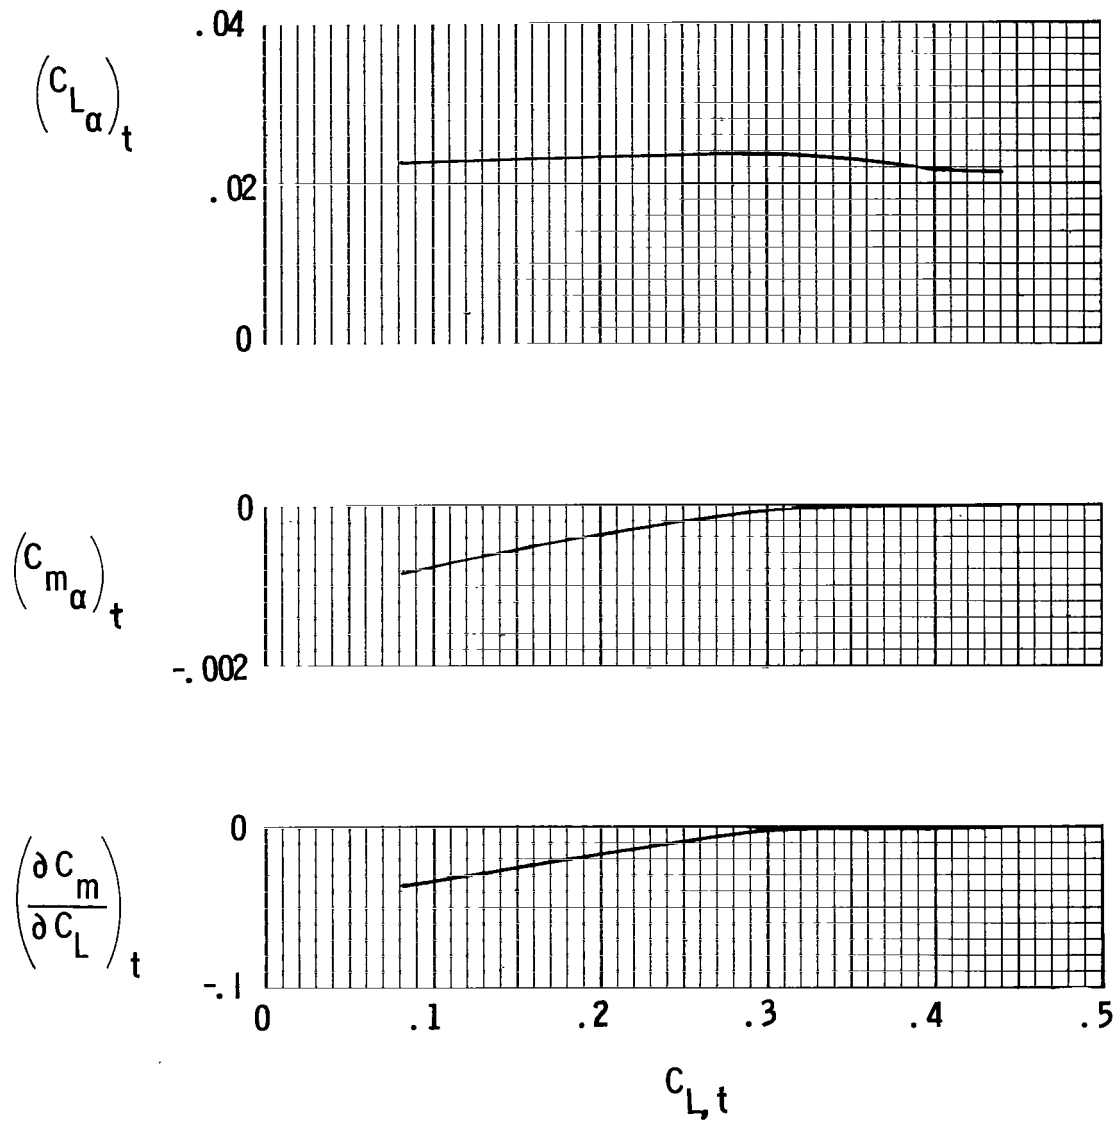 .04
(C_Lα)_t
.02
0
0
(C_mα)_t
-.002
0
(∂C_m/∂C_L)_t
-.1
0 .1 .2 .3 .4 .5
C_L,t